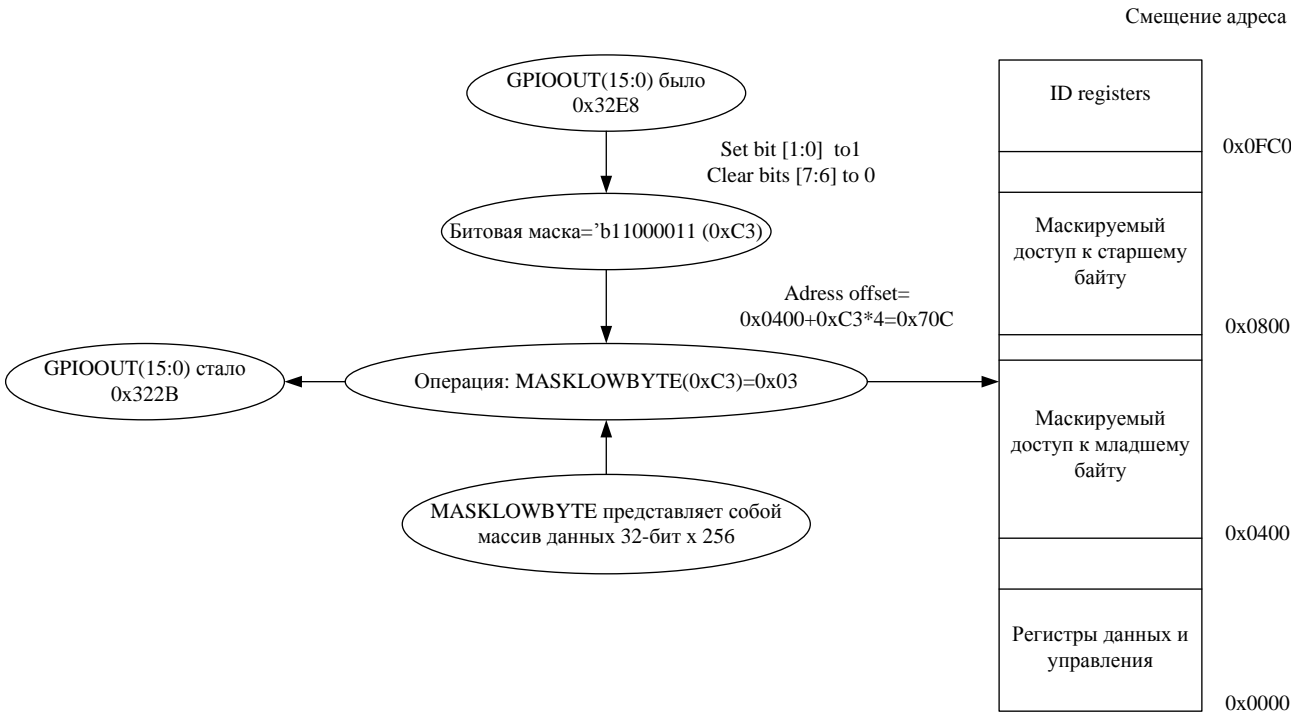 Смещение адреса
GPIOOUT(15:0) было
0x32E8
Set bit [1:0] to1
Clear bits [7:6] to 0
Битовая маска=’b11000011 (0xC3)
Adress offset=
0x0400+0xC3*4=0x70C
GPIOOUT(15:0) стало
0x322B
Операция: MASKLOWBYTE(0xC3)=0x03
MASKLOWBYTE представляет собой
массив данных 32-бит x 256
ID registers
0x0FC0
Маскируемый
доступ к старшему
байту
0x0800
Маскируемый
доступ к младшему
байту
0x0400
Регистры данных и
управления
0x0000